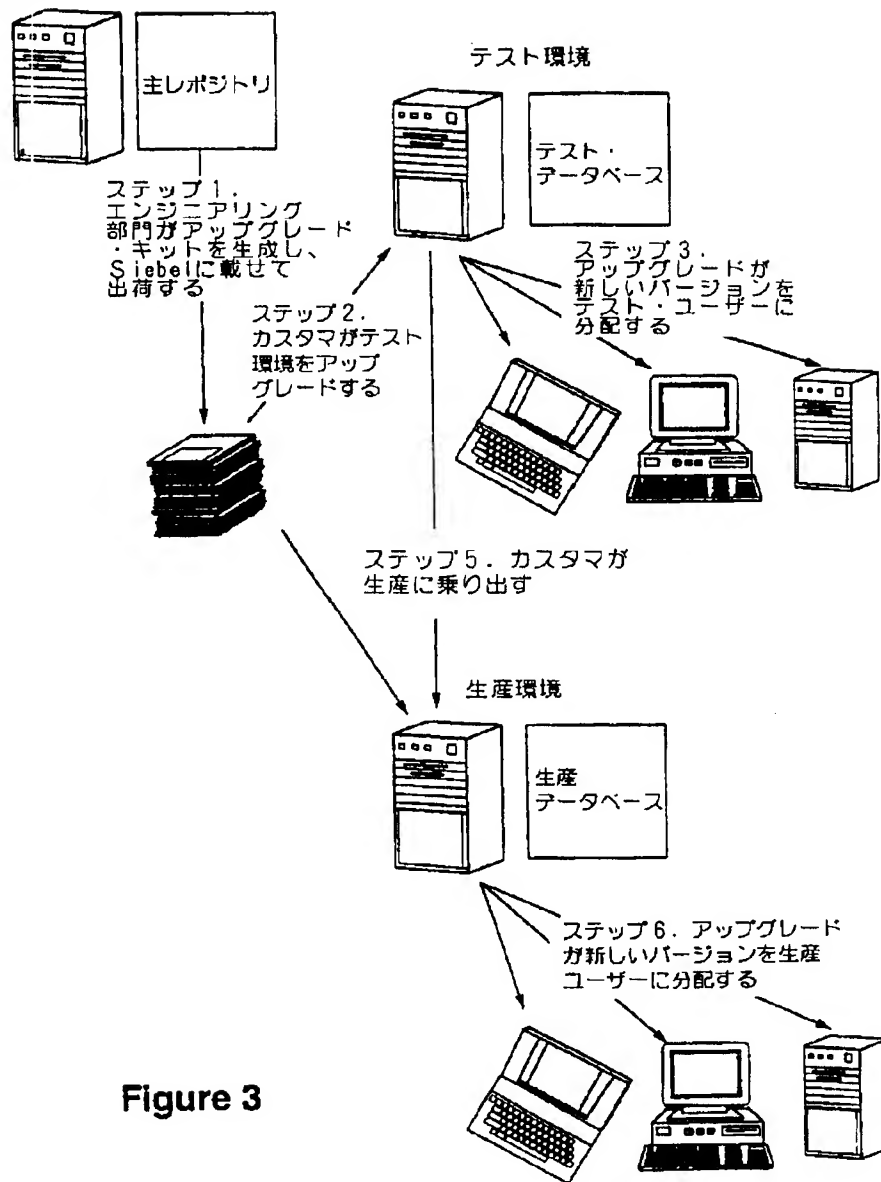 主レポジトリ
テスト環境
テスト・
データベース
ステップ1.
エンジニアリング
部門がアップグレード
・キットを生成し、
Siebelに載せて
出荷する
ステップ2.
カスタマがテスト
環境をアップ
グレードする
ステップ3.
アップグレードが
新しいバージョンを
テスト・ユーザーに
分配する
ステップ5.カスタマが
生産に乗り出す
生産環境
生産
データベース
ステップ6.アップグレード
が新しいバージョンを生産
ユーザーに分配する
Figure 3